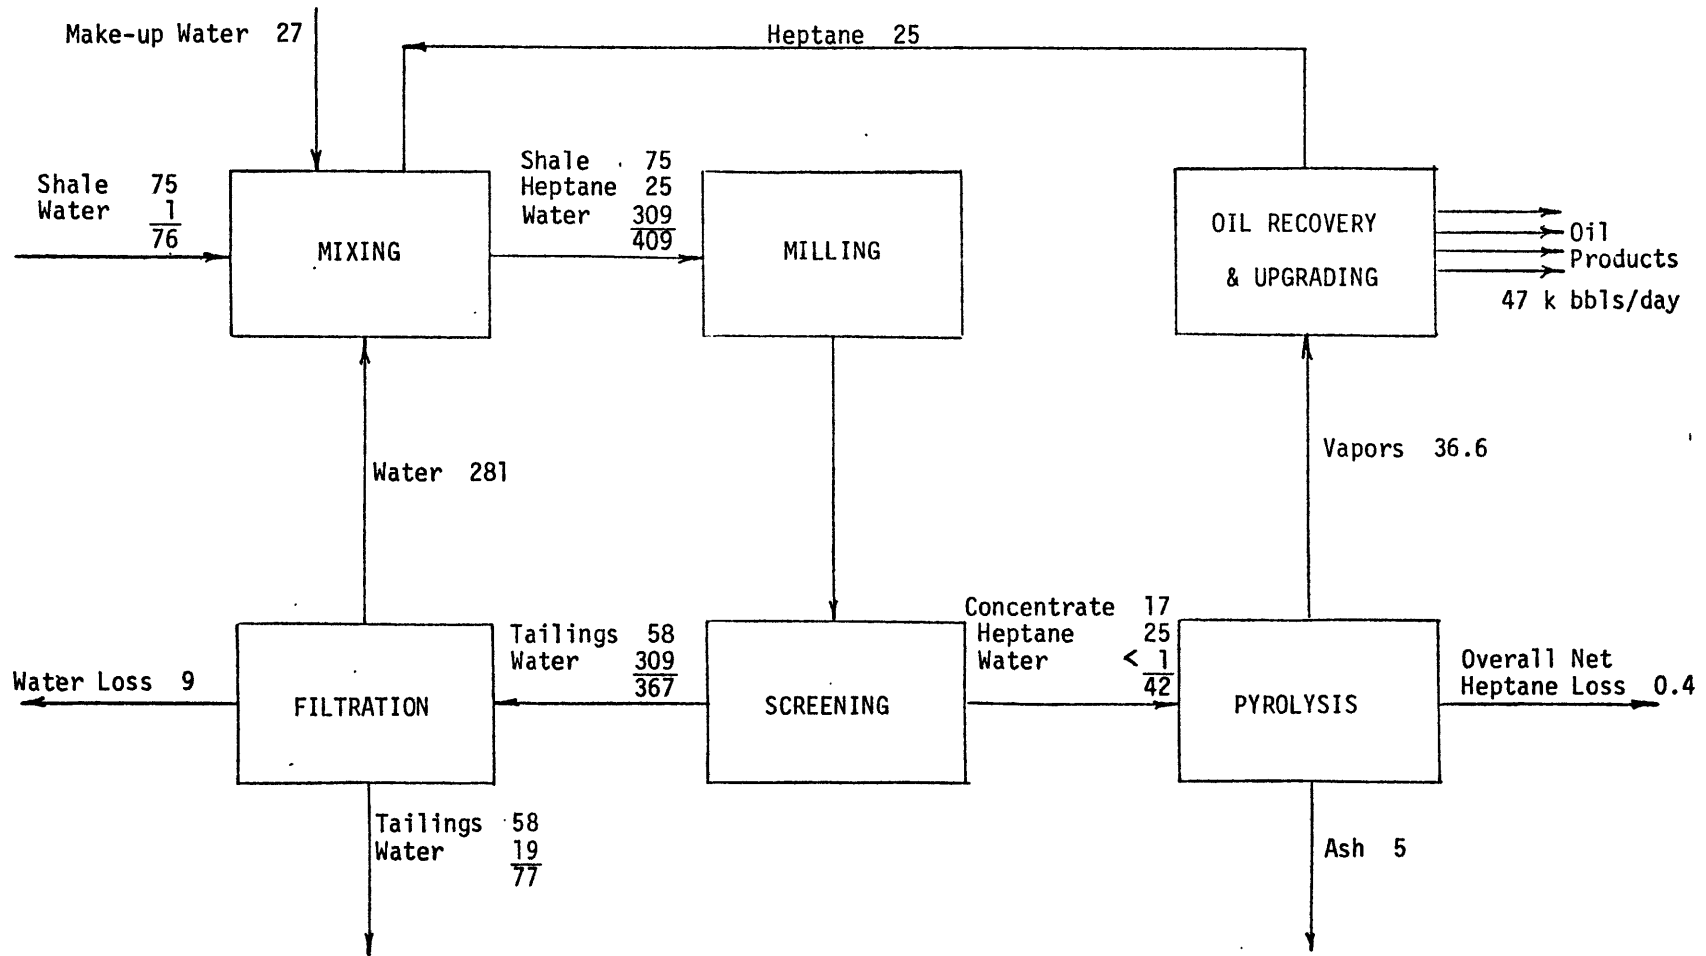 Make-up Water 27
Heptane 25
Shale 75
Water 1
76
MIXING
Shale 75
Heptane 25
Water 309
409
MILLING
OIL RECOVERY
& UPGRADING
Oil
Products
47 k bbls/day
Water 281
Vapors 36.6
Water Loss 9
FILTRATION
Tailings 58
Water 309
367
SCREENING
Concentrate 17
Heptane 25
Water < 1
42
PYROLYSIS
Overall Net
Heptane Loss 0.4
Tailings 58
Water 19
77
Ash 5